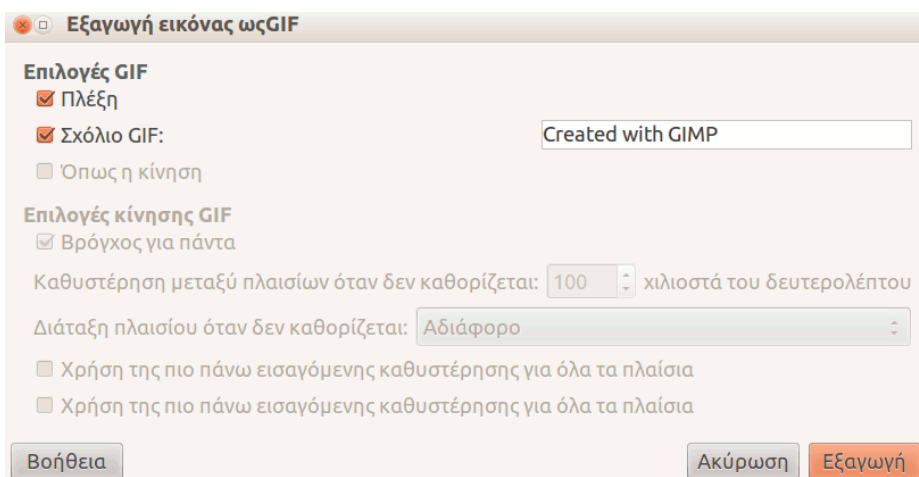 Εξαγωγή εικόνας ωςGIF
Επιλογές GIF
Πλέξη
Σχόλιο GIF: Created with GIMP
Όπως η κίνηση
Επιλογές κίνησης GIF
Βρόγχος για πάντα
Καθυστέρηση μεταξύ πλαισίων όταν δεν καθορίζεται: 100 χιλιοστά του δευτερολέπτου
Διάταξη πλαισίου όταν δεν καθορίζεται: Αδιάφορο
Χρήση της πιο πάνω εισαγόμενης καθυστέρησης για όλα τα πλαίσια
Χρήση της πιο πάνω εισαγόμενης καθυστέρησης για όλα τα πλαίσια
Βοήθεια Ακύρωση Εξαγωγή